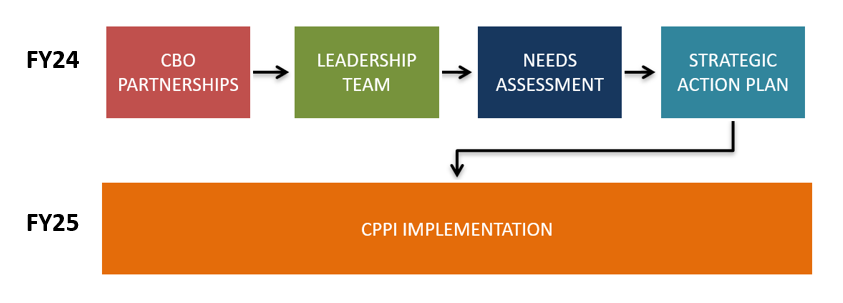 FY24
CBO
PARTNERSHIPS
LEADERSHIP
TEAM
NEEDS
ASSESSMENT
STRATEGIC
ACTION PLAN
FY25
CPPI IMPLEMENTATION